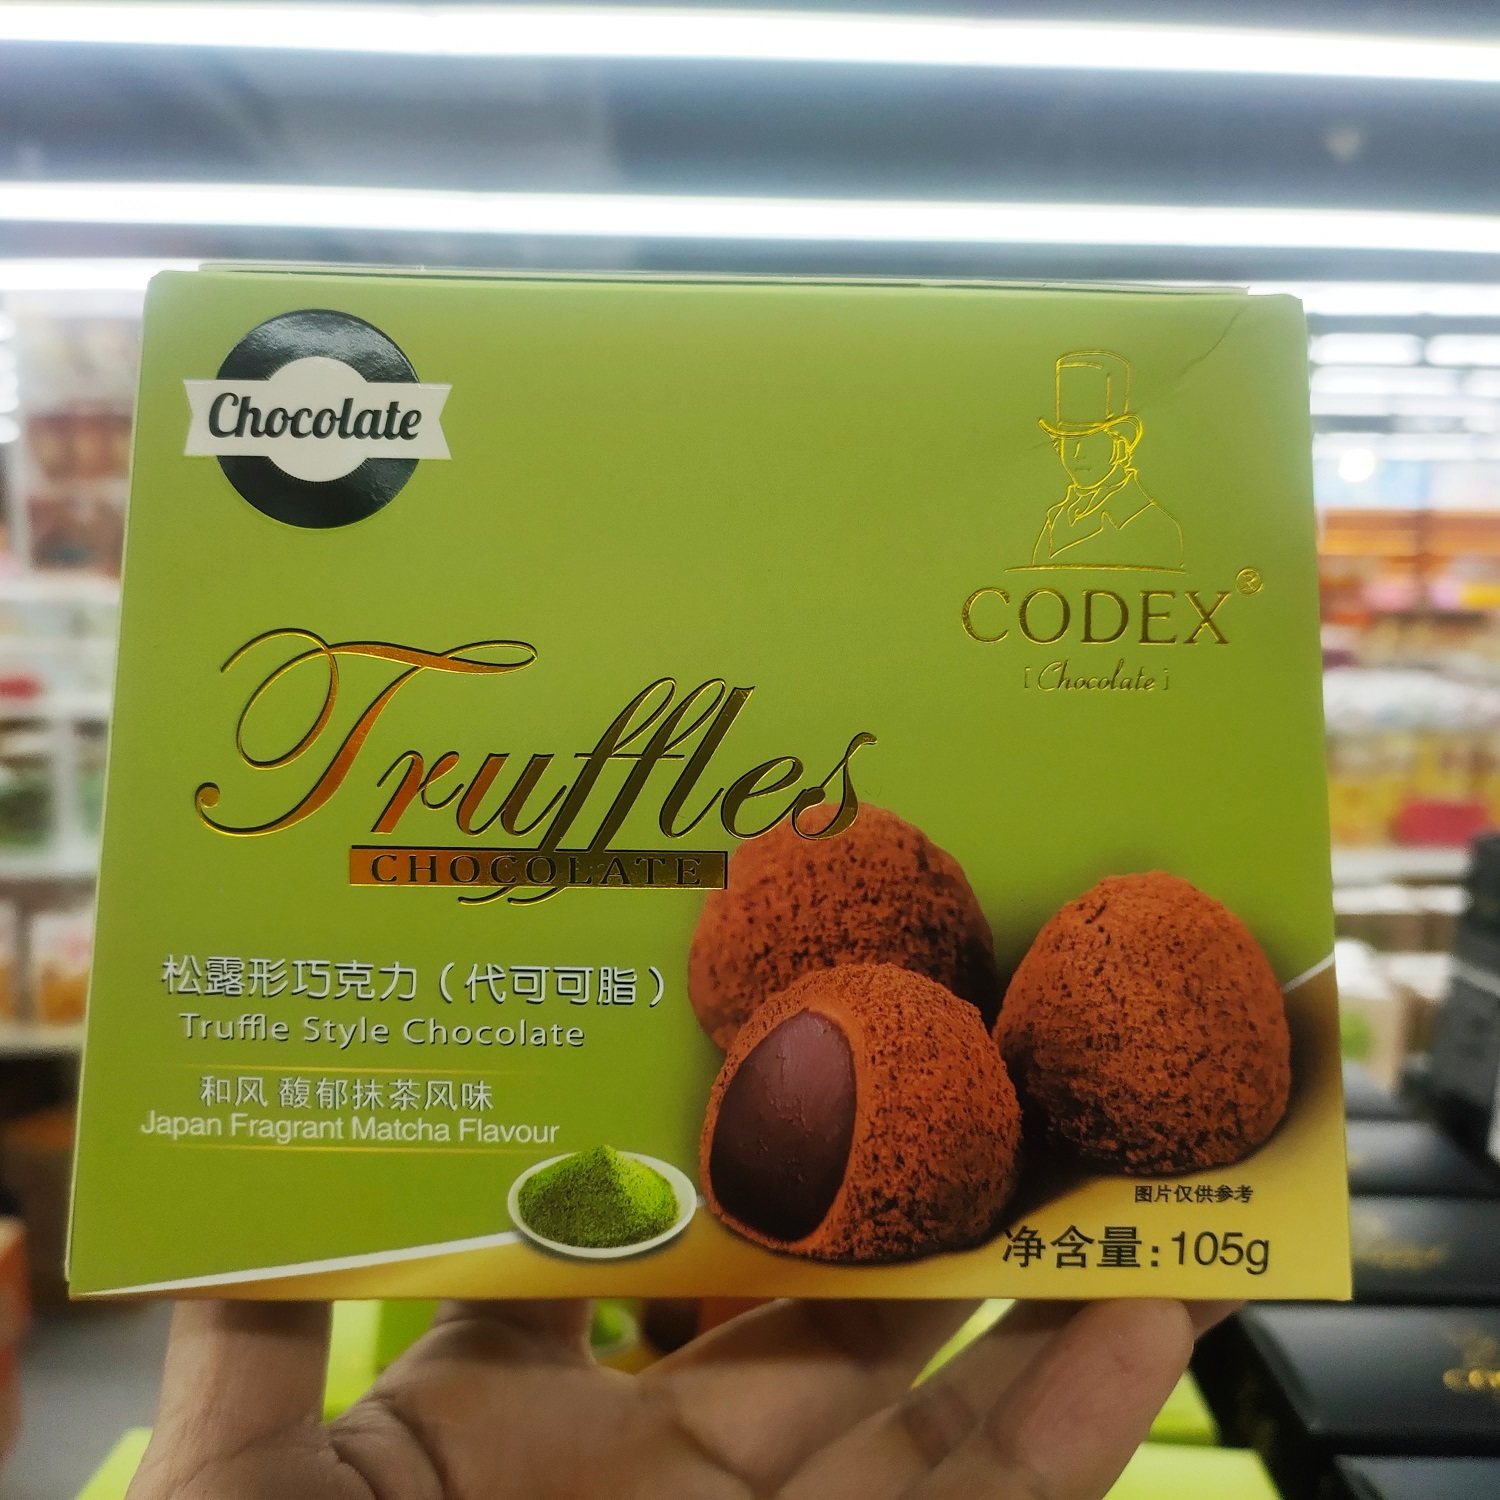 Chocolate
CODEX®
[Chocolate]
Truffles
CHOCOLATE
松露形巧克力（代可可脂）
Truffle Style Chocolate
和风 馥郁抹茶风味
Japan Fragrant Matcha Flavour
图片仅供参考
净含量:105g